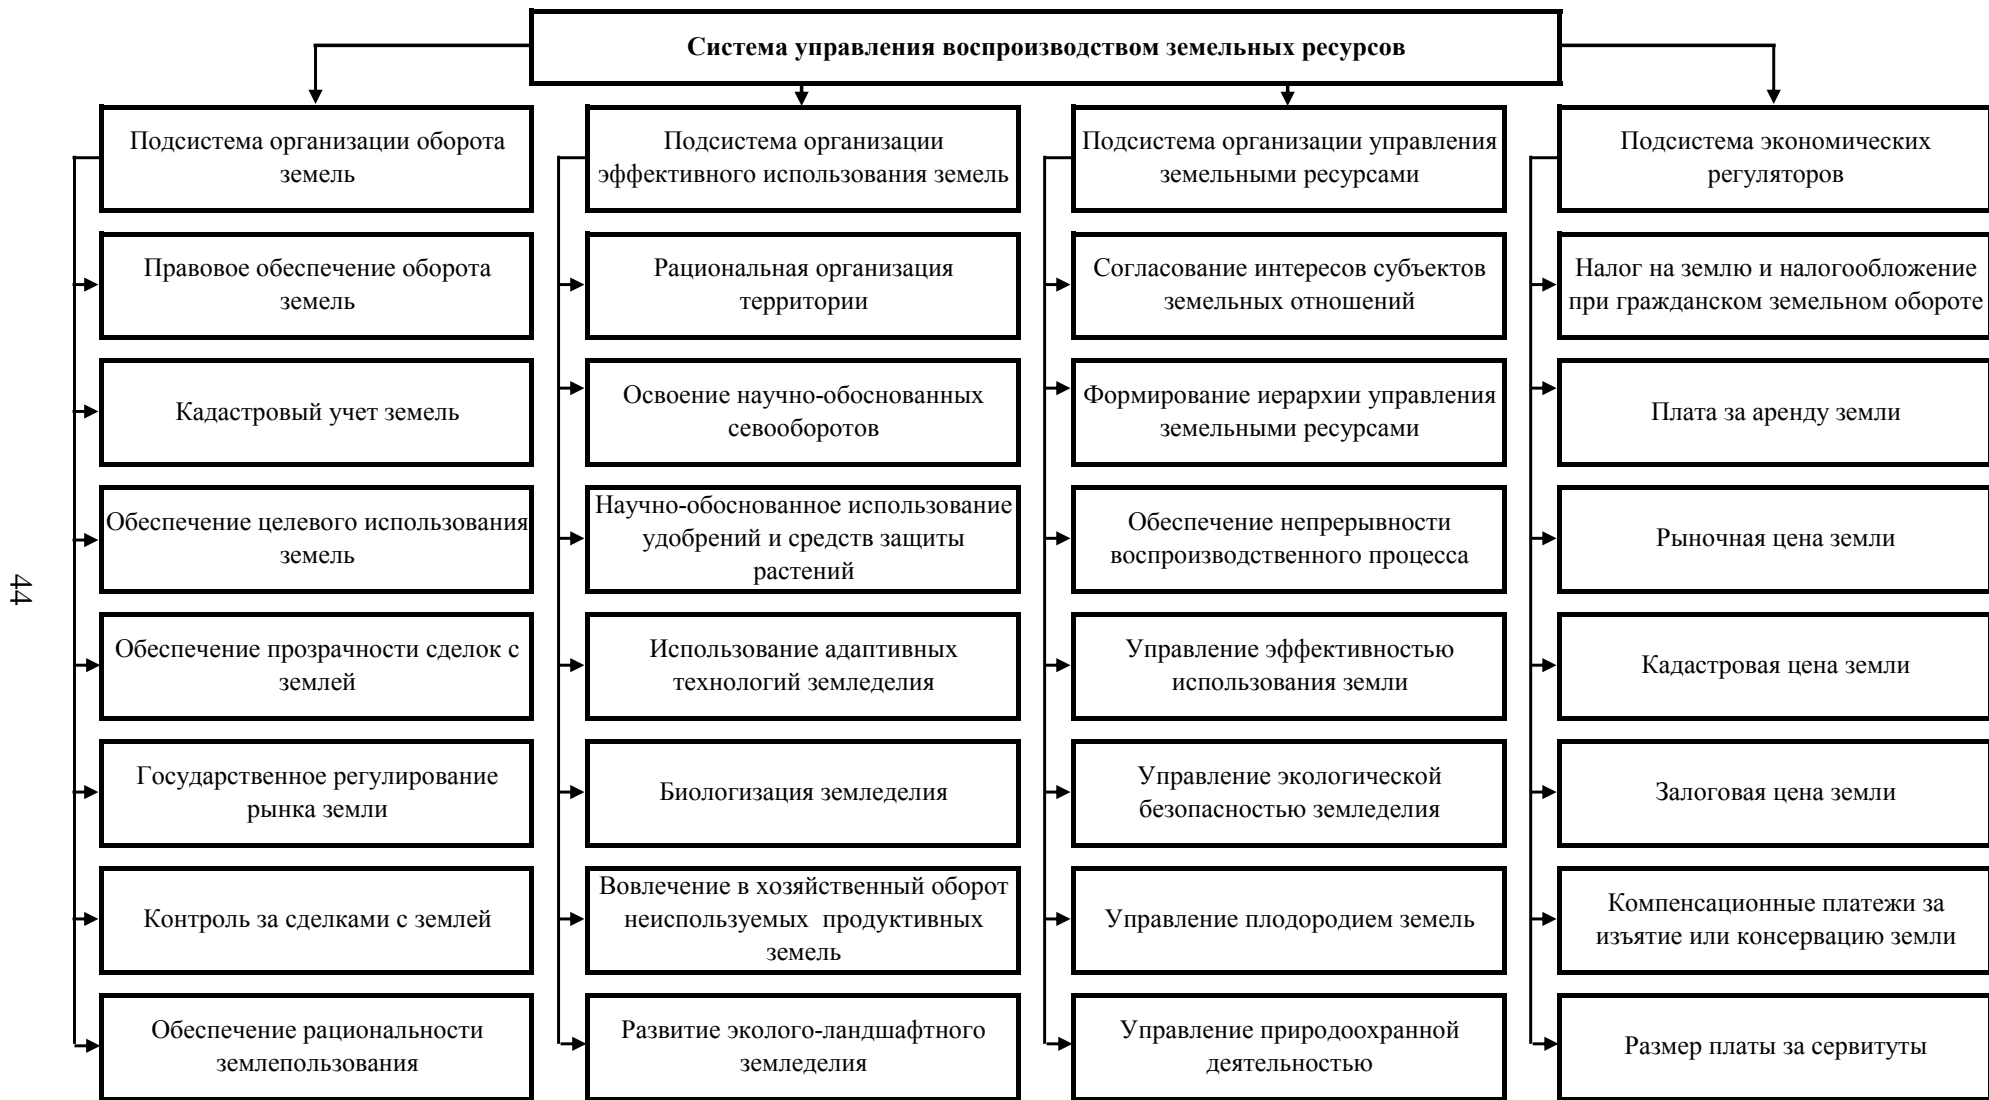 Система управления воспроизводством земельных ресурсов
Подсистема организации оборота
земель
Правовое обеспечение оборота
земель
Кадастровый учет земель
Обеспечение целевого использования
земель
Обеспечение прозрачности сделок с
землей
Государственное регулирование
рынка земли
Контроль за сделками с землей
Обеспечение рациональности
землепользования
Подсистема организации
эффективного использования земель
Рациональная организация
территории
Освоение научно-обоснованных
севооборотов
Научно-обоснованное использование
удобрений и средств защиты
растений
Использование адаптивных
технологий земледелия
Биологизация земледелия
Вовлечение в хозяйственный оборот
неиспользуемых продуктивных
земель
Развитие эколого-ландшафтного
земледелия
Подсистема организации управления
земельными ресурсами
Согласование интересов субъектов
земельных отношений
Формирование иерархии управления
земельными ресурсами
Обеспечение непрерывности
воспроизводственного процесса
Управление эффективностью
использования земли
Управление экологической
безопасностью земледелия
Управление плодородием земель
Управление природоохранной
деятельностью
Подсистема экономических
регуляторов
Налог на землю и налогообложение
при гражданском земельном обороте
Плата за аренду земли
Рыночная цена земли
Кадастровая цена земли
Залоговая цена земли
Компенсационные платежи за
изъятие или консервацию земли
Размер платы за сервитуты
44